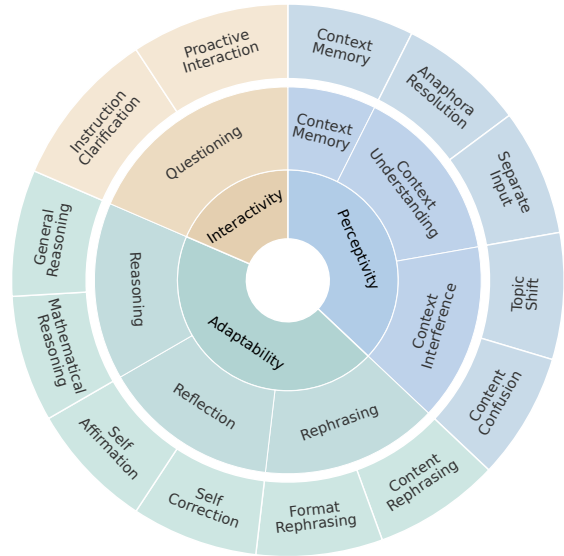 Perceptivity
Adaptability
Interactivity
Context
Memory
Context
Understanding
Context
Interference
Rephrasing
Reflection
Reasoning
Questioning
Context
Memory
Anaphora
Resolution
Separate
Input
Topic
Shift
Content
Confusion
Content
Rephrasing
Format
Rephrasing
Self
Correction
Self
Affirmation
Mathematical
Reasoning
General
Reasoning
Instruction
Clarification
Proactive
Interaction